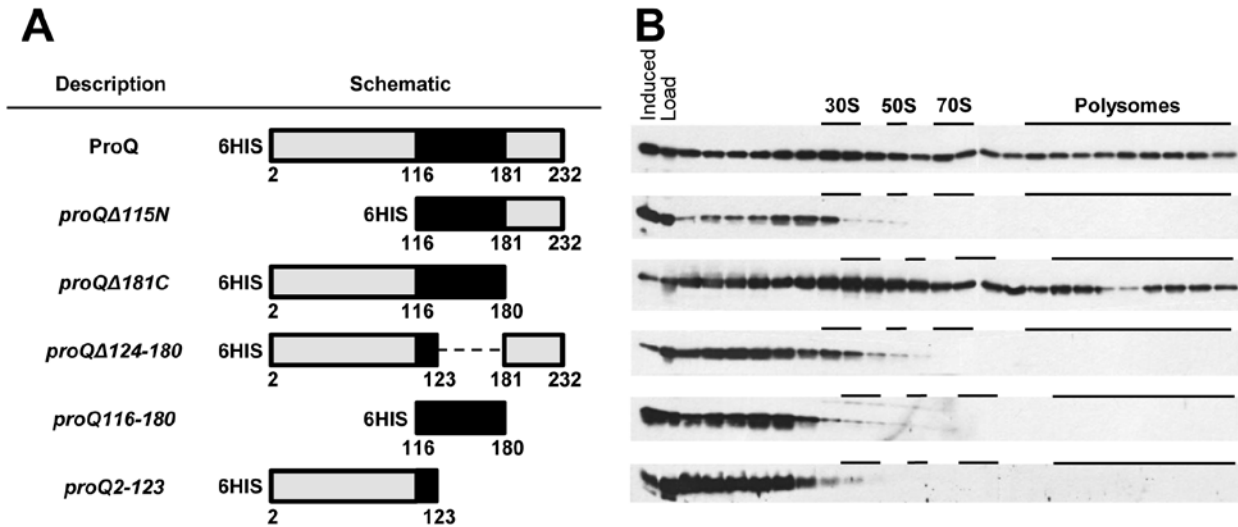 A
Description Schematic
ProQ 6HIS
2 116 181 232
proQΔ115N 6HIS
116 181 232
proQΔ181C 6HIS
2 116 180
proQΔ124-180 6HIS
2 123 181 232
proQ116-180 6HIS
116 180
proQ2-123 6HIS
2 123
B
Induced
Load
30S 50S 70S Polysomes